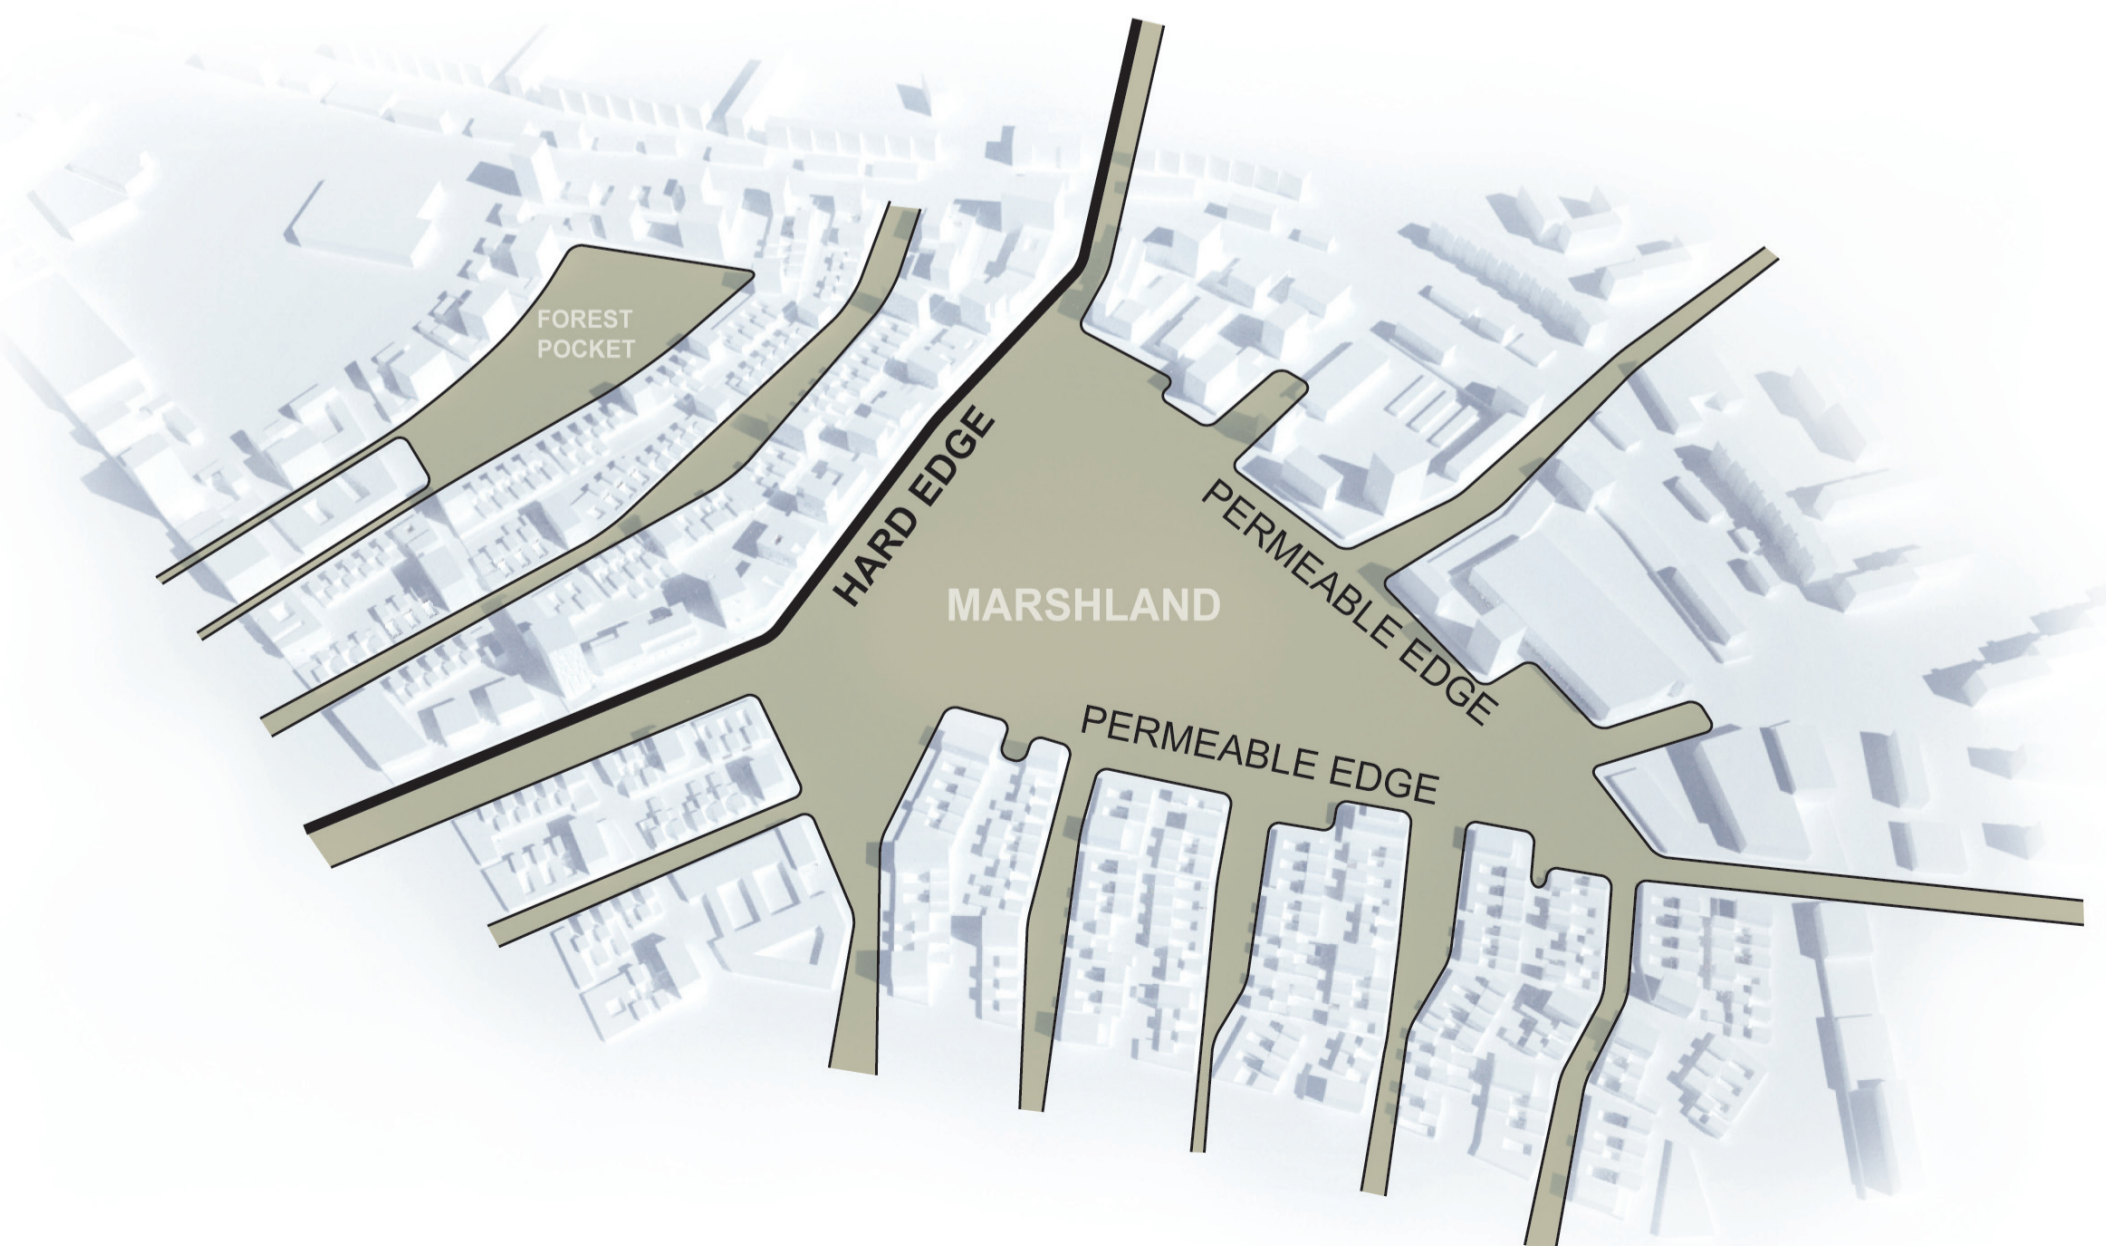 FOREST
POCKET
HARD EDGE
PERMEABLE EDGE
MARSHLAND
PERMEABLE EDGE